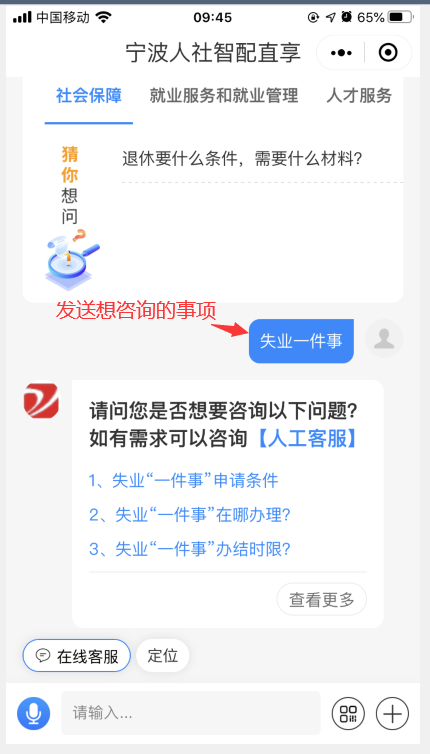 中国移动
09:45
65%
宁波人社智配直享
社会保障
就业服务和就业管理
人才服务
猜
你
想
问
退休要什么条件，需要什么材料?
发送想咨询的事项
失业一件事
请问您是否想要咨询以下问题?
如有需求可以咨询【人工客服】
1、失业“一件事”申请条件
2、失业“一件事”在哪办理?
3、失业“一件事”办结时限?
查看更多
在线客服
定位
请输入...